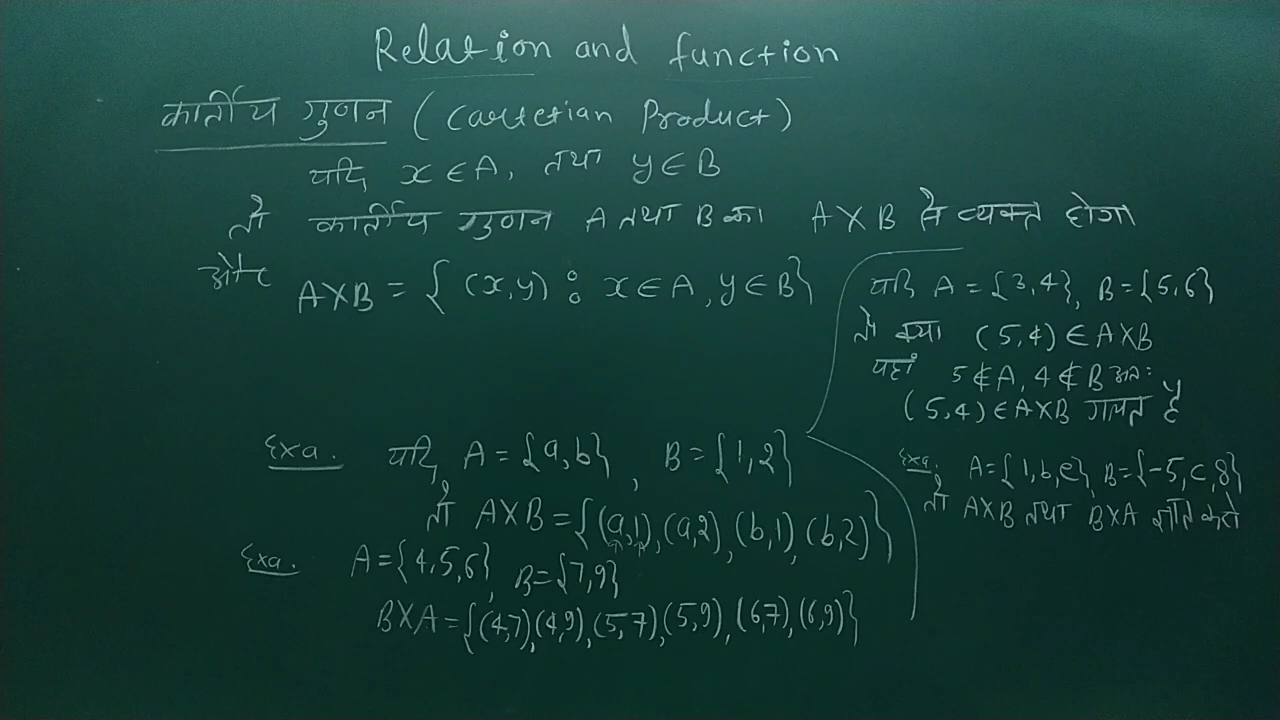 Relation and function
कार्तीय गुणन (Cartetian Product)
यदि x ∈ A, तथा y ∈ B
तो कार्तीय गुणन A तथा B का A X B से व्यक्त होगा
और A X B = { (x,y) : x ∈ A, y ∈ B}
Exa. यदि A = {a,b}, B = {1,2}
तो A X B = {(a,1), (a,2), (b,1), (b,2)}
Exa. A = {4,5,6}, B = {7,9}
B X A = {(4,7), (4,9), (5,7), (5,9), (6,7), (6,9)}
यदि A = {3,4}, B = {5,6}
तो क्या (5,4) ∈ A X B
यहां 5 ∉ A, 4 ∉ B अतः
(5,4) ∈ A X B गलत है
Exa. A = {1,b,e}, B = {-5,c,8}
तो A X B तथा B X A ज्ञात करो